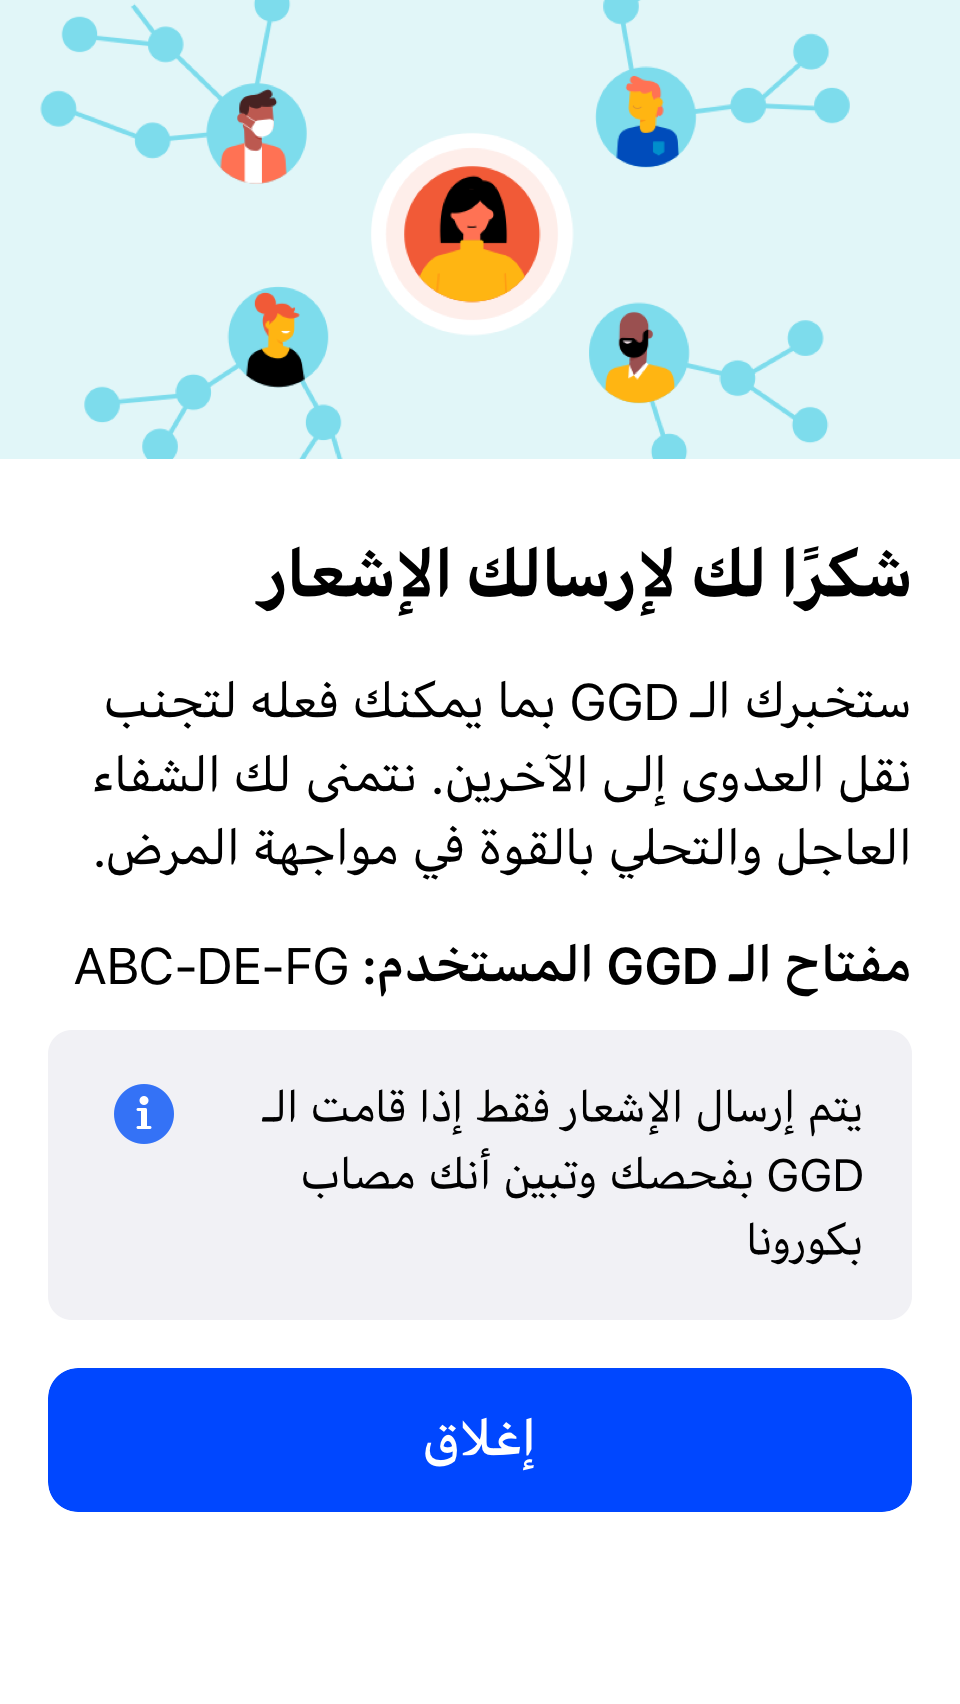 شكرًا لك لإرسالك الإشعار
ستخبرك الـ GGD بما يمكنك فعله لتجنب
نقل العدوى إلى الآخرين. نتمنى لك الشفاء
العاجل والتحلي بالقوة في مواجهة المرض.
مفتاح الـ GGD المستخدم: ABC-DE-FG
يتم إرسال الإشعار فقط إذا قامت الـ
GGD بفحصك وتبين أنك مصاب
بكورونا
إغلاق